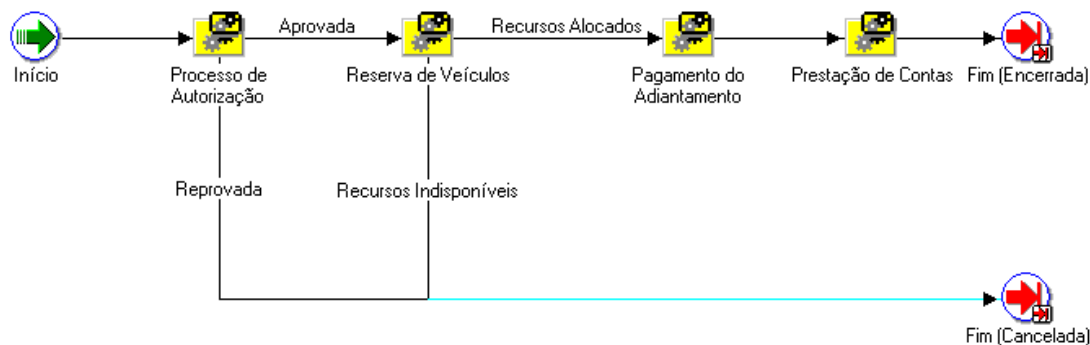 Aprovada
Recursos Alocados
Início
Processo de
Autorização
Reserva de Veículos
Pagamento do
Adiantamento
Prestação de Contas
Fim (Encerrada)
Reprovada
Recursos Indisponíveis
Fim (Cancelada)